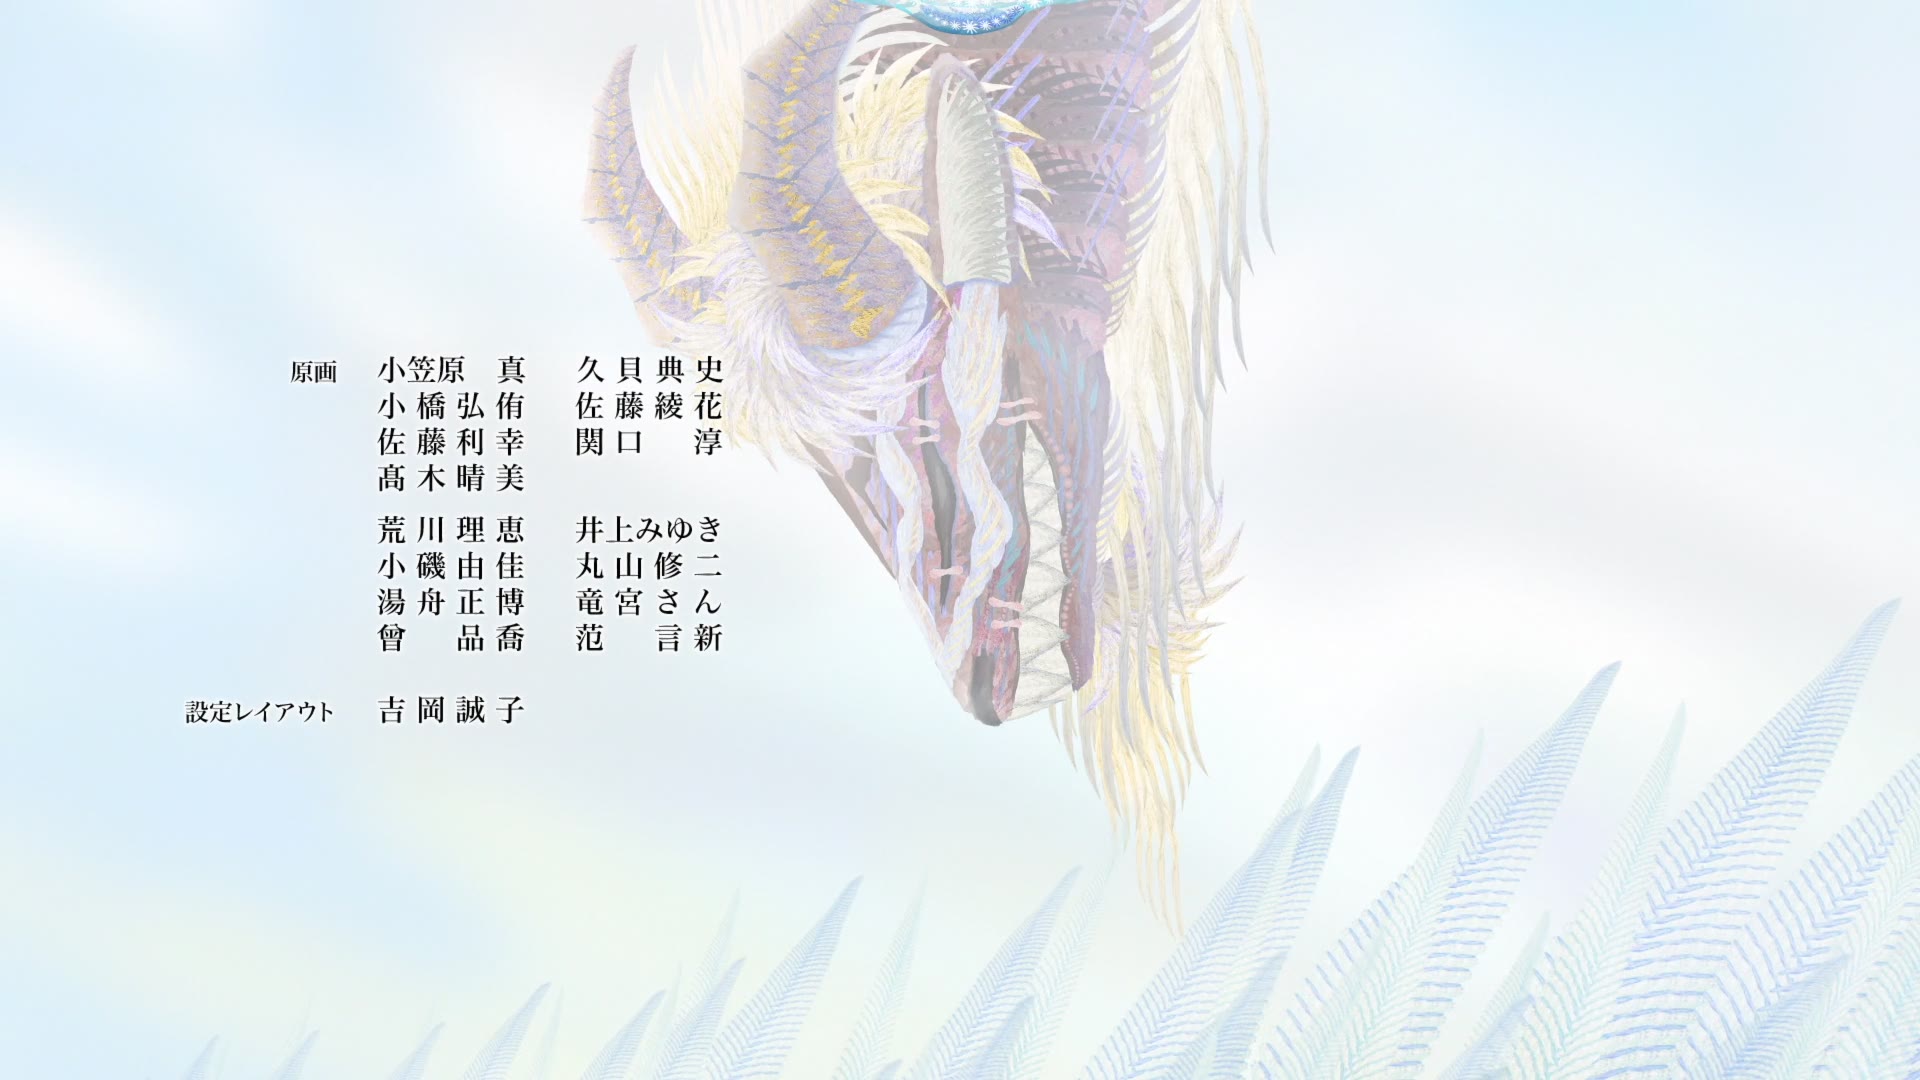 原画 小笠原 真 久貝典史
小橋弘侑 佐藤綾花
佐藤利幸 関口 淳
髙木晴美
荒川理恵 井上みゆき
小磯由佳 丸山修二
湯舟正博 竜宮さん
曾 品喬 范 言新
設定レイアウト 吉岡誠子